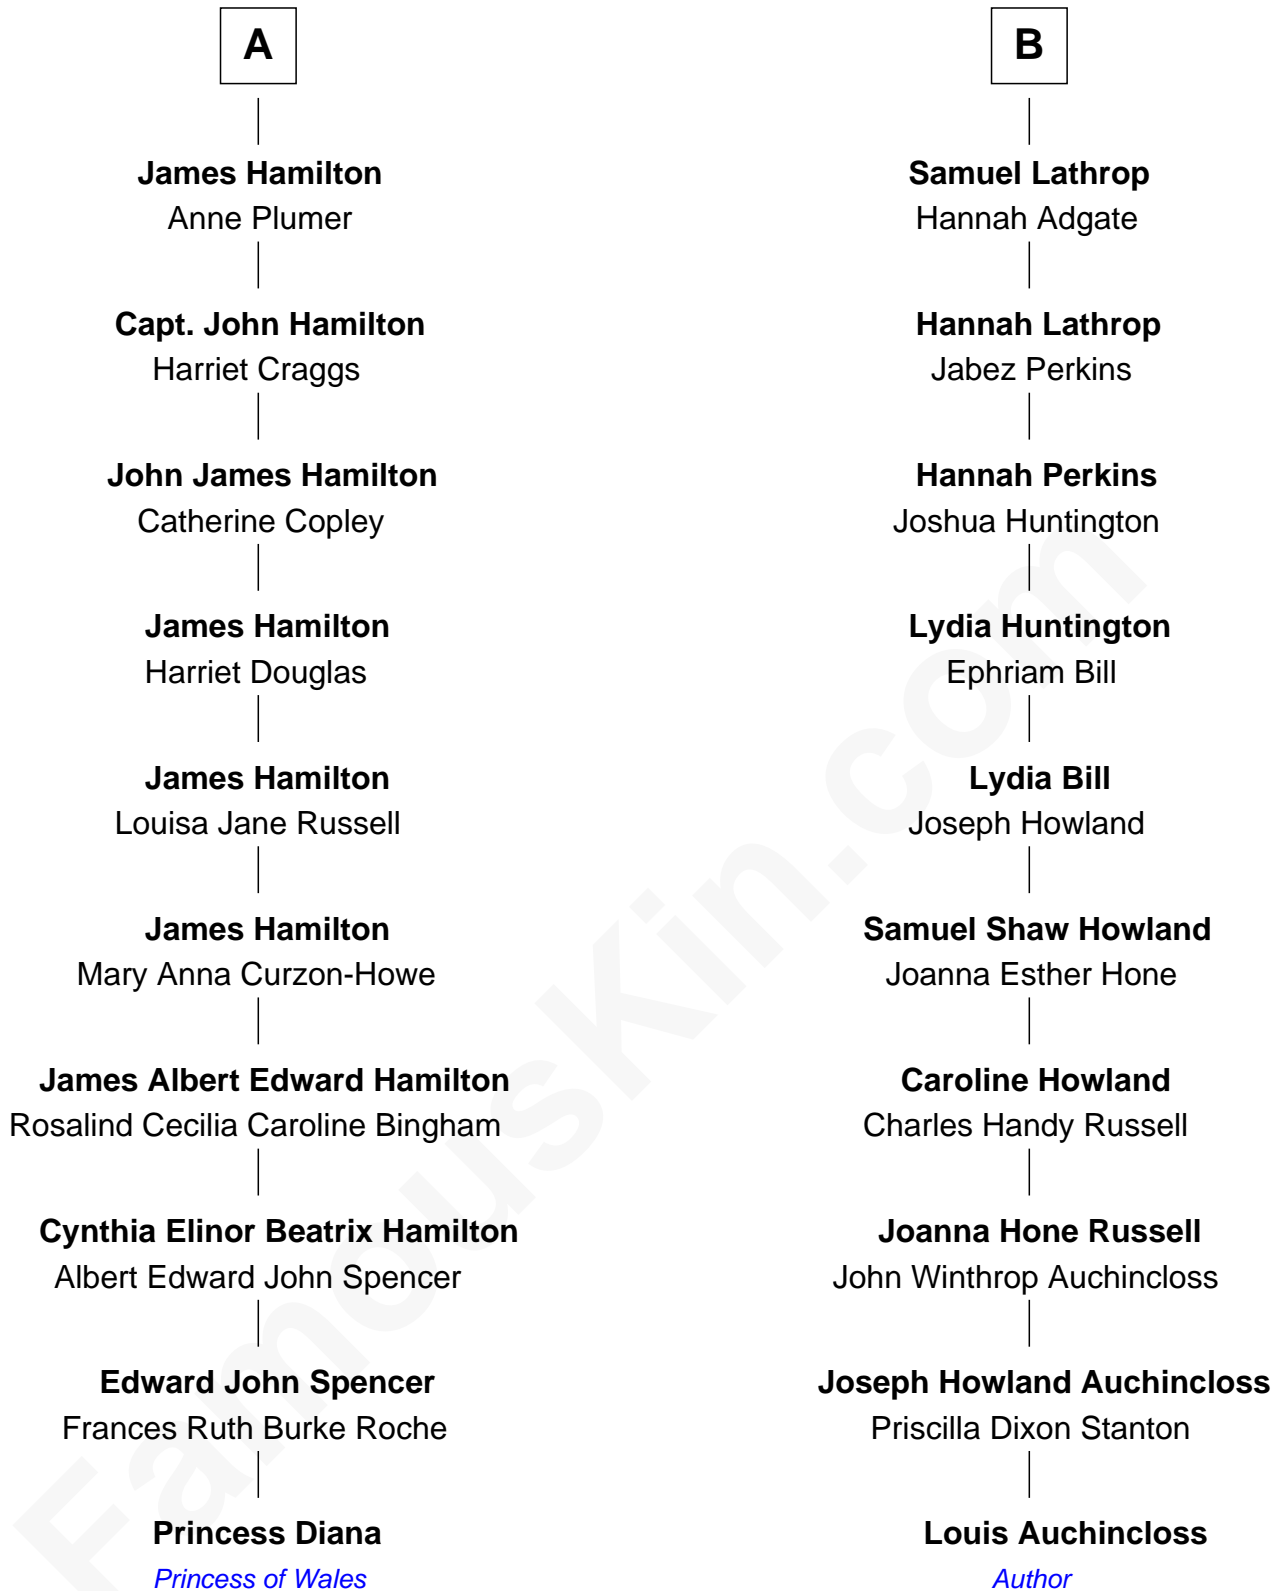 A
James Hamilton
Anne Plumer
Capt. John Hamilton
Harriet Craggs
John James Hamilton
Catherine Copley
James Hamilton
Harriet Douglas
James Hamilton
Louisa Jane Russell
James Hamilton
Mary Anna Curzon-Howe
James Albert Edward Hamilton
Rosalind Cecilia Caroline Bingham
Cynthia Elinor Beatrix Hamilton
Albert Edward John Spencer
Edward John Spencer
Frances Ruth Burke Roche
Princess Diana
Princess of Wales
B
Samuel Lathrop
Hannah Adgate
Hannah Lathrop
Jabez Perkins
Hannah Perkins
Joshua Huntington
Lydia Huntington
Ephriam Bill
Lydia Bill
Joseph Howland
Samuel Shaw Howland
Joanna Esther Hone
Caroline Howland
Charles Handy Russell
Joanna Hone Russell
John Winthrop Auchincloss
Joseph Howland Auchincloss
Priscilla Dixon Stanton
Louis Auchincloss
Author
FamousKin.com